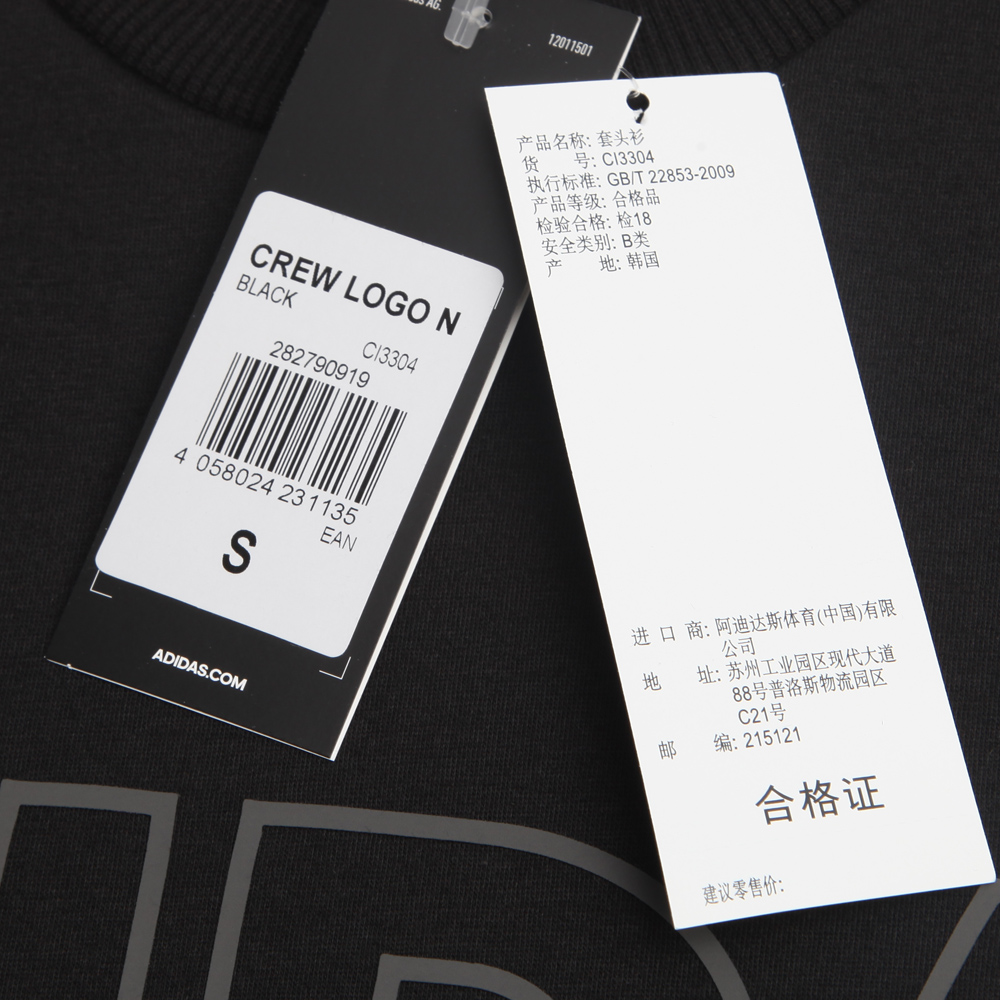 AG.
12011501
CREW LOGO N
BLACK
CI3304
282790919
4 058024 231135
EAN
S
ADIDAS.COM
产品名称: 套头衫
货 号: CI3304
执行标准: GB/T 22853-2009
产品等级: 合格品
检验合格: 检18
安全类别: B类
产 地: 韩国
进 口 商: 阿迪达斯体育(中国)有限
公司
地 址: 苏州工业园区现代大道
88号普洛斯物流园区
C21号
邮 编: 215121
合格证
建议零售价: